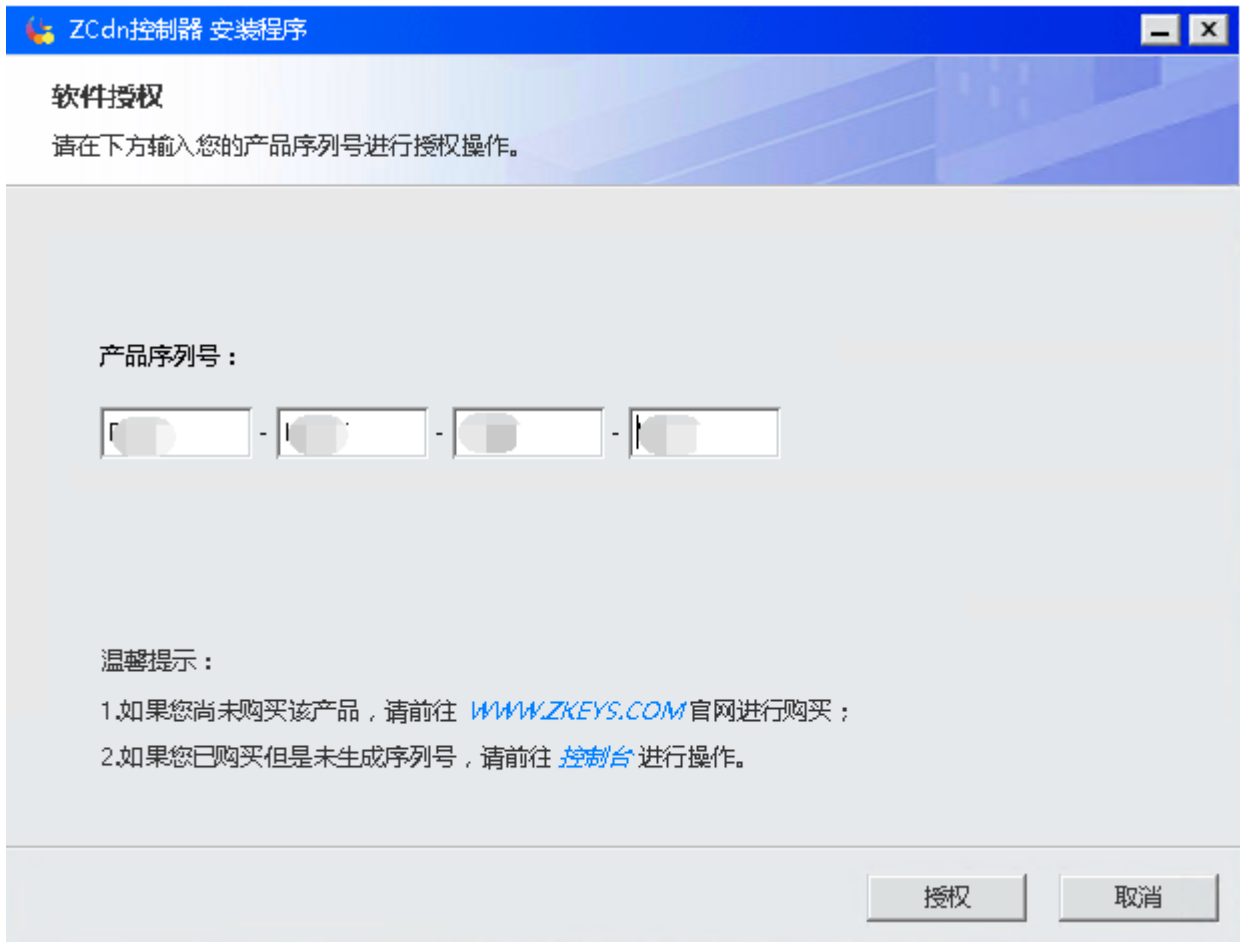 ZCdn控制器 安装程序
软件授权
请在下方输入您的产品序列号进行授权操作。
产品序列号：
- - -
温馨提示：
1.如果您尚未购买该产品，请前往 WWW.ZKEYS.COM 官网进行购买；
2.如果您已购买但是未生成序列号，请前往 控制台 进行操作。
授权 取消